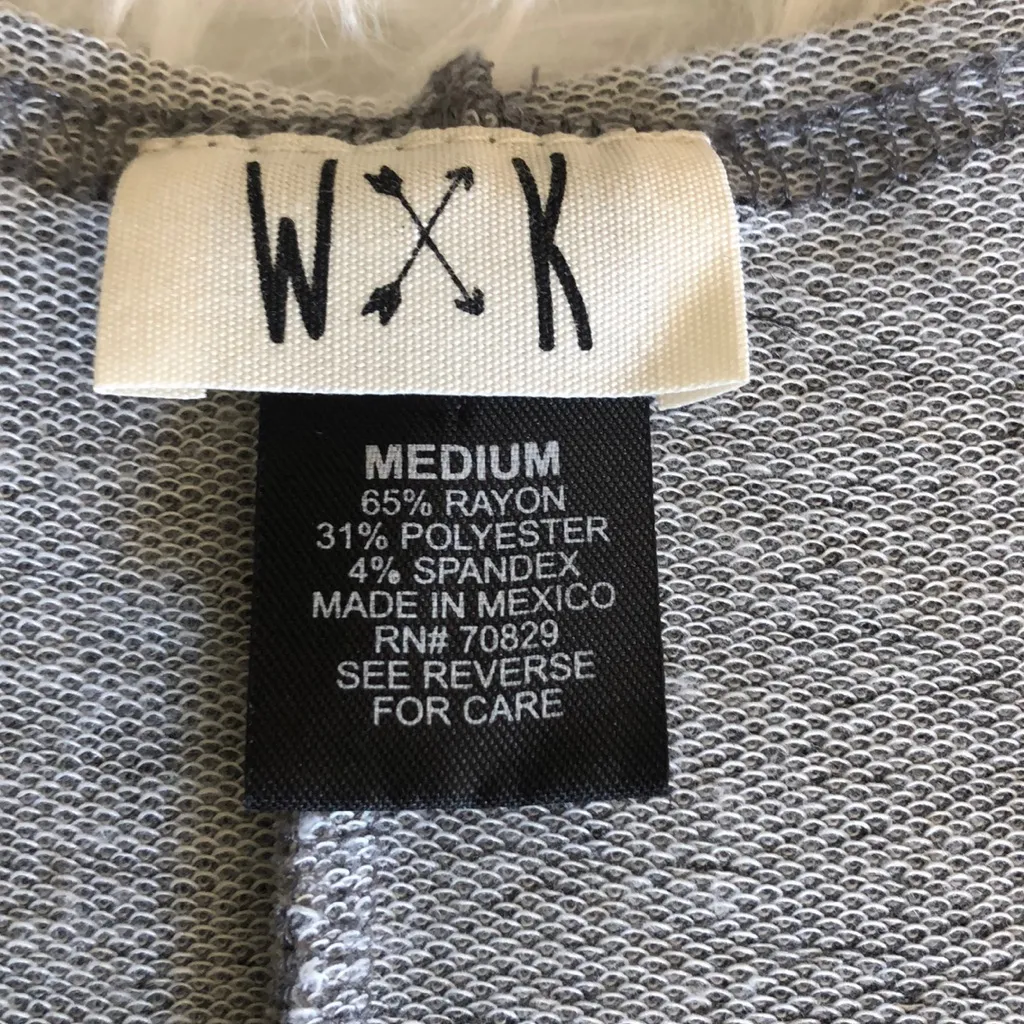 W K
MEDIUM
65% RAYON
31% POLYESTER
4% SPANDEX
MADE IN MEXICO
RN# 70829
SEE REVERSE
FOR CARE